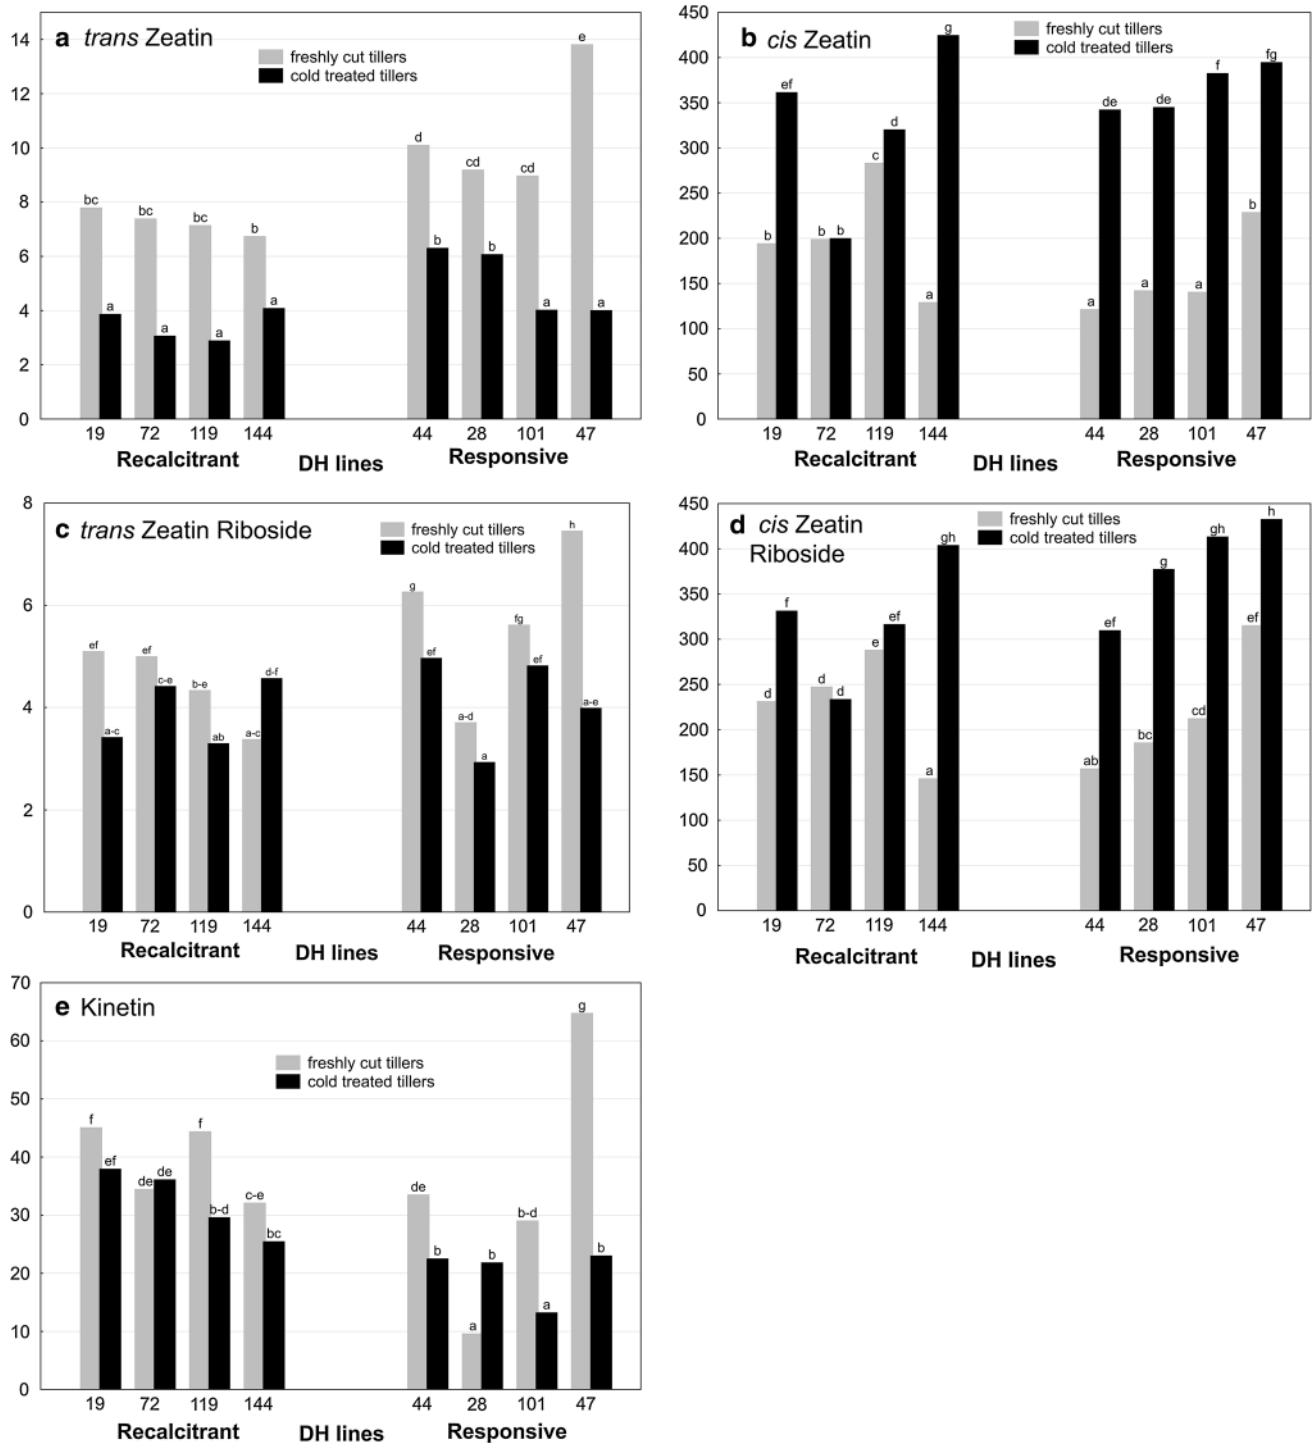 a trans Zeatin
freshly cut tillers
cold treated tillers
14
12
10
8
6
4
2
0
bc
a
bc
a
bc
a
b
a
d
b
cd
b
cd
a
e
a
19 72 119 144 44 28 101 47
Recalcitrant DH lines Responsive
b cis Zeatin
freshly cut tillers
cold treated tillers
450
400
350
300
250
200
150
100
50
0
b
ef
b
b
c
d
a
g
a
de
a
de
a
f
b
fg
19 72 119 144 44 28 101 47
Recalcitrant DH lines Responsive
c trans Zeatin Riboside
freshly cut tillers
cold treated tillers
8
6
4
2
0
ef
a-c
ef
c-e
b-e
ab
a-c
d-f
g
ef
a-d
a
fg
ef
h
a-e
19 72 119 144 44 28 101 47
Recalcitrant DH lines Responsive
d cis Zeatin
Riboside
freshly cut tilles
cold treated tillers
450
400
350
300
250
200
150
100
50
0
d
f
d
d
e
ef
a
gh
ab
ef
bc
g
cd
gh
ef
h
19 72 119 144 44 28 101 47
Recalcitrant DH lines Responsive
e Kinetin
freshly cut tillers
cold treated tillers
70
60
50
40
30
20
10
0
f
ef
de
de
f
b-d
c-e
bc
de
b
a
b
b-d
a
g
b
19 72 119 144 44 28 101 47
Recalcitrant DH lines Responsive